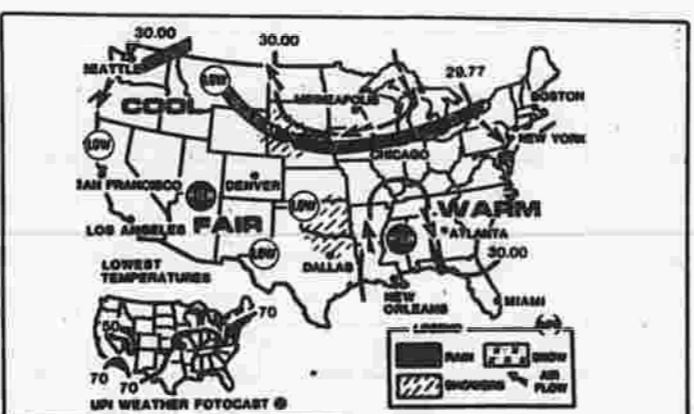 30.00
30.00
29.77
SEATTLE
LOW
MINNEAPOLIS
BOSTON
COOL
NEW YORK
LOW
CHICAGO
SAN FRANCISCO
DENVER
LOW
WARM
LOS ANGELES
FAIR
ATLANTA
LOW
30.00
LOWEST
TEMPERATURES
DALLAS
NEW
ORLEANS
MIAMI
70
50
LEGEND
RAIN
SNOW
70
70
SHOWERS
AIR
FLOW
UPI WEATHER FOTOCAST